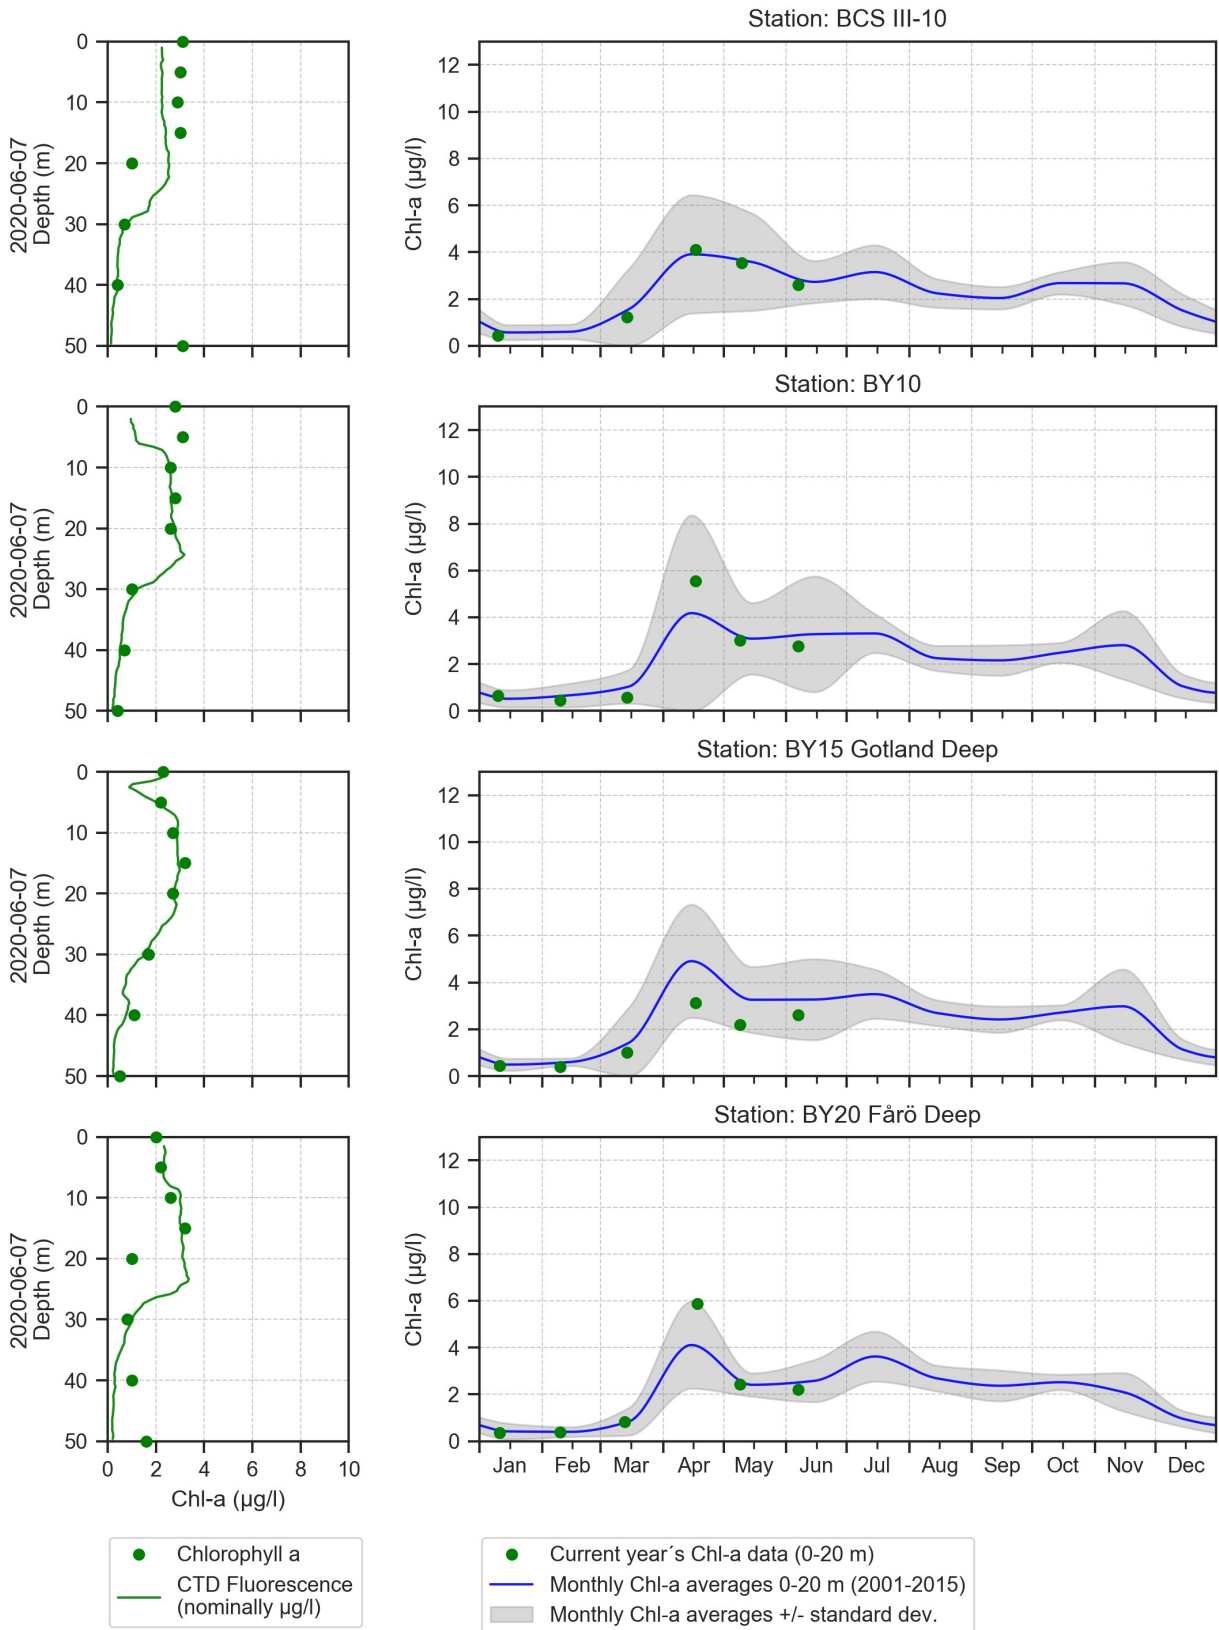 Station: BCS III-10
0
10
20
30
40
50
2020-06-07
Depth (m)
12
10
8
6
4
2
0
Chl-a (µg/l)
Station: BY10
0
10
20
30
40
50
2020-06-07
Depth (m)
12
10
8
6
4
2
0
Chl-a (µg/l)
Station: BY15 Gotland Deep
0
10
20
30
40
50
2020-06-07
Depth (m)
12
10
8
6
4
2
0
Chl-a (µg/l)
Station: BY20 Fårö Deep
0
10
20
30
40
50
2020-06-07
Depth (m)
0 2 4 6 8 10
Chl-a (µg/l)
12
10
8
6
4
2
0
Chl-a (µg/l)
Jan Feb Mar Apr May Jun Jul Aug Sep Oct Nov Dec
Chlorophyll a
CTD Fluorescence
(nominally µg/l)
Current year´s Chl-a data (0-20 m)
Monthly Chl-a averages 0-20 m (2001-2015)
Monthly Chl-a averages +/- standard dev.